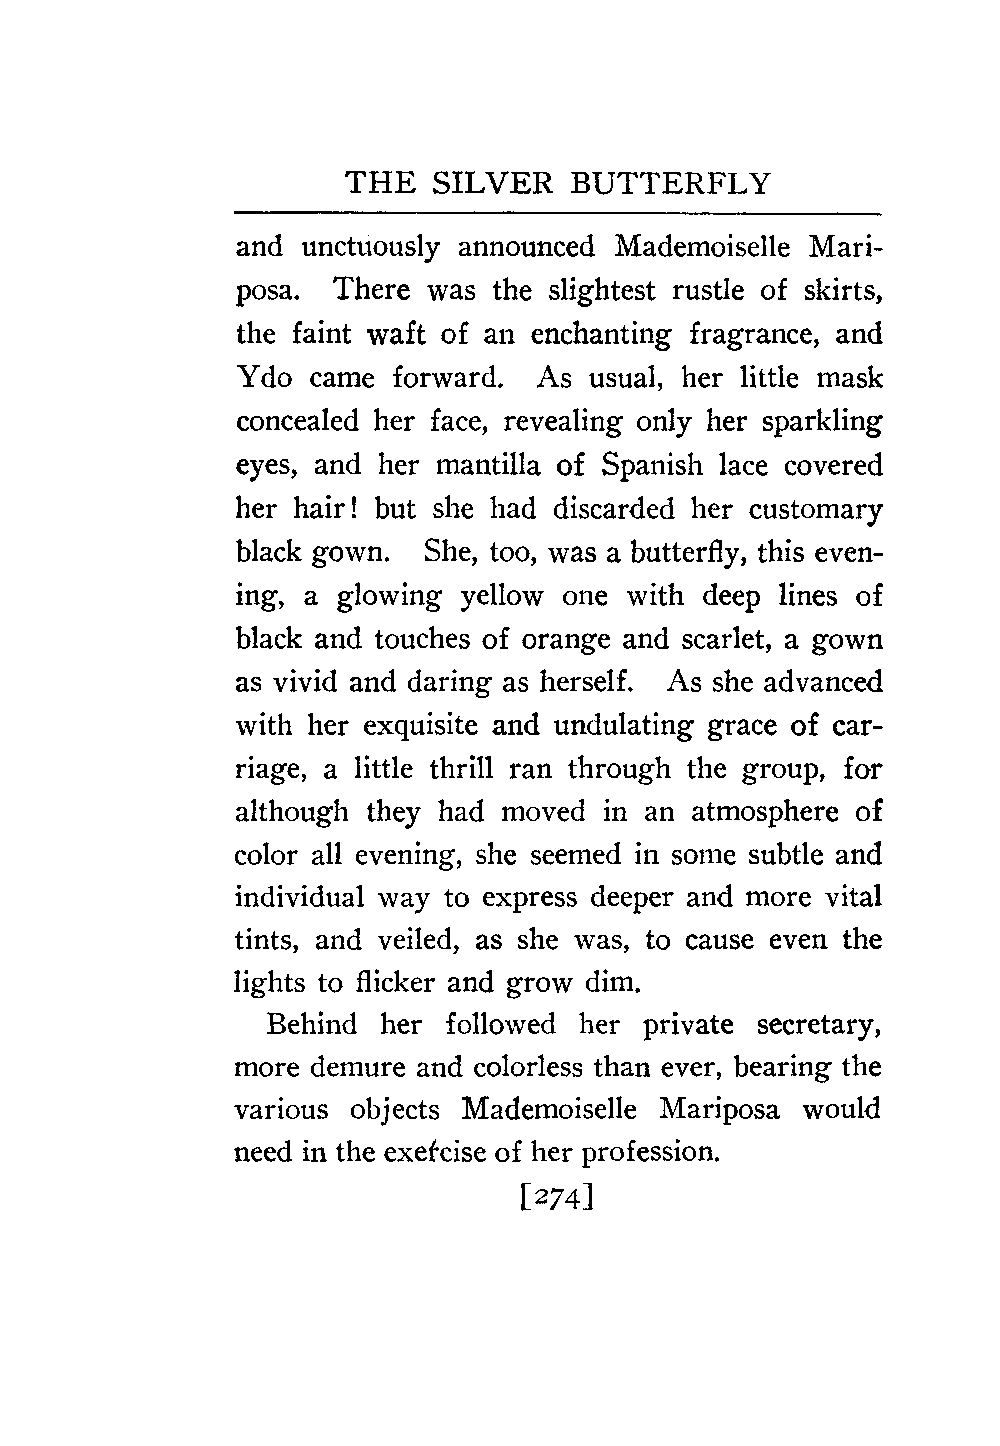 THE SILVER BUTTERFLY
and unctuously announced Mademoiselle Mari-
posa. There was the slightest rustle of skirts,
the faint waft of an enchanting fragrance, and
Ydo came forward. As usual, her little mask
concealed her face, revealing only her sparkling
eyes, and her mantilla of Spanish lace covered
her hair! but she had discarded her customary
black gown. She, too, was a butterfly, this even-
ing, a glowing yellow one with deep lines of
black and touches of orange and scarlet, a gown
as vivid and daring as herself. As she advanced
with her exquisite and undulating grace of car-
riage, a little thrill ran through the group, for
although they had moved in an atmosphere of
color all evening, she seemed in some subtle and
individual way to express deeper and more vital
tints, and veiled, as she was, to cause even the
lights to flicker and grow dim.
Behind her followed her private secretary,
more demure and colorless than ever, bearing the
various objects Mademoiselle Mariposa would
need in the exercise of her profession.
[274]